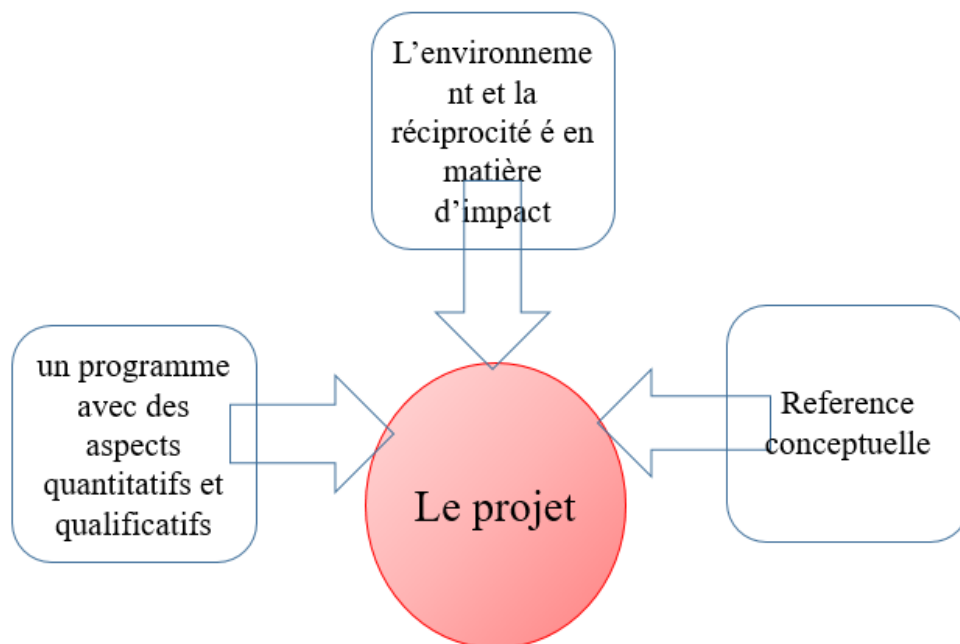 L’environneme
nt et la
réciprocité é en
matière
d’impact
un programme
avec des
aspects
quantitatifs et
qualificatifs
Reference
conceptuelle
Le projet